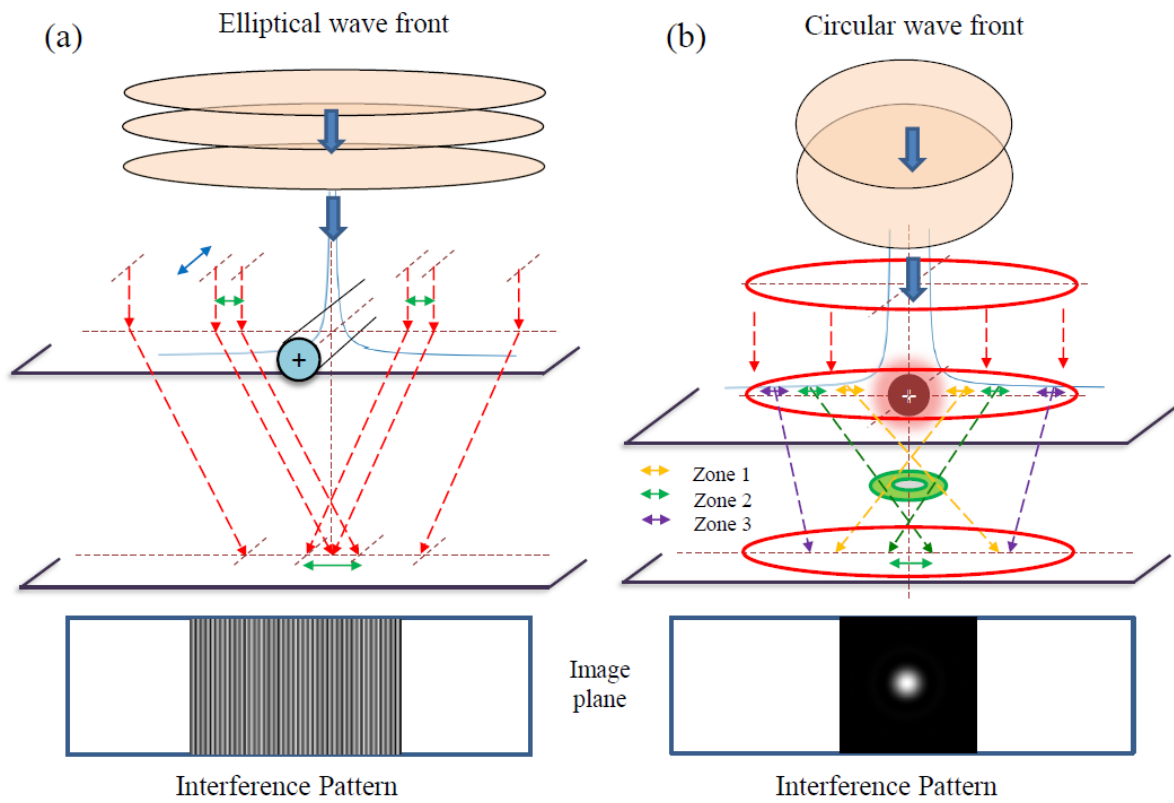 (a)
Elliptical wave front
(b)
Circular wave front
+
Zone 1
Zone 2
Zone 3
Image
plane
Interference Pattern
Interference Pattern